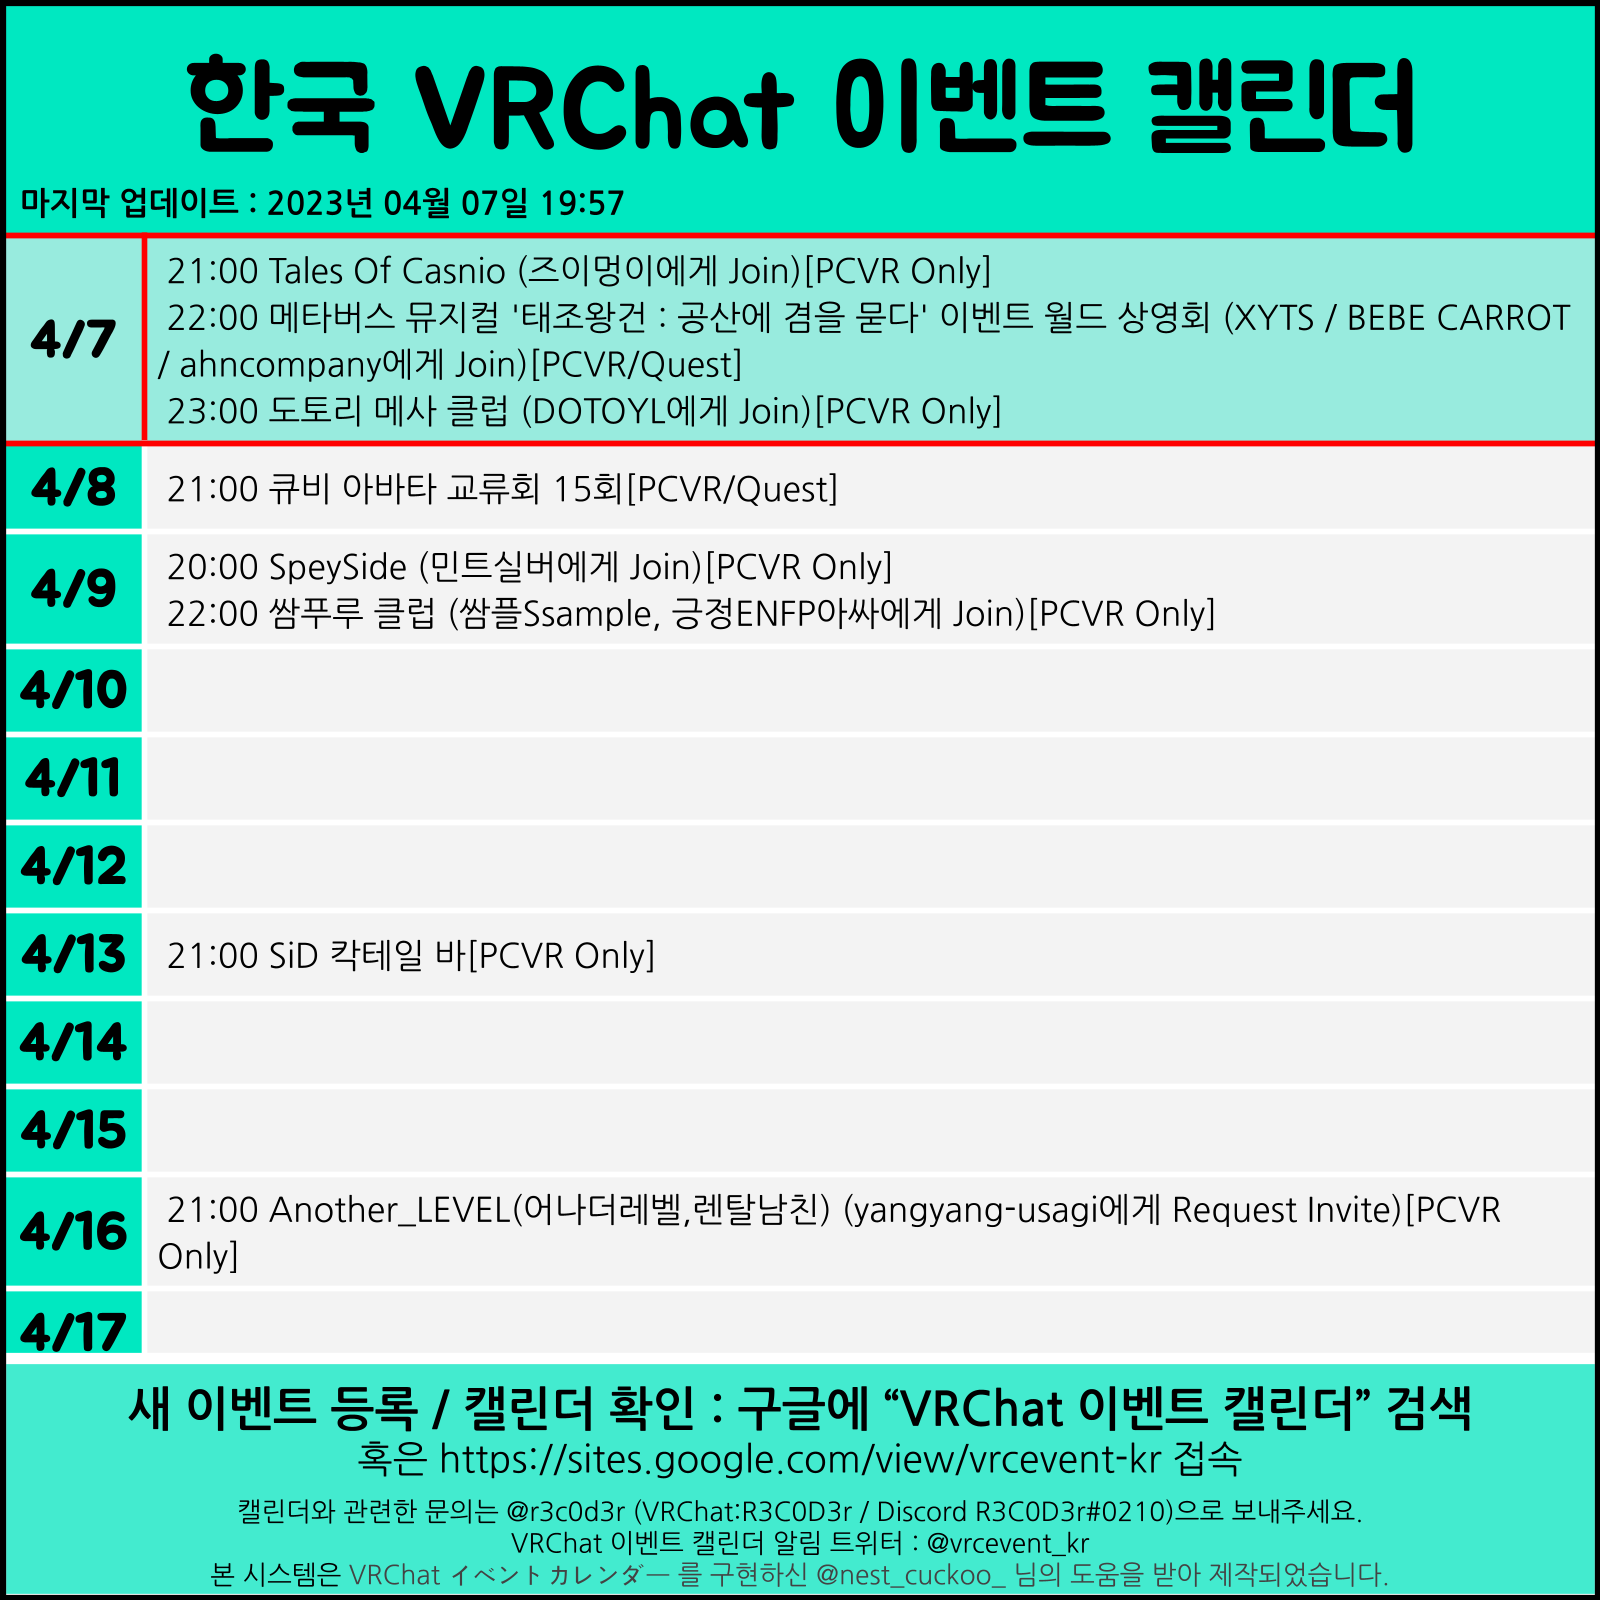 한국 VRChat 이벤트 캘린더
마지막 업데이트 : 2023년 04월 07일 19:57
4/7
21:00 Tales Of Casnio (즈이멍이에게 Join)[PCVR Only]
22:00 메타버스 뮤지컬 '태조왕건 : 공산에 겸을 묻다' 이벤트 월드 상영회 (XYTS / BEBE CARROT
/ ahncompany에게 Join)[PCVR/Quest]
23:00 도토리 메사 클럽 (DOTOYL에게 Join)[PCVR Only]
4/8
21:00 큐비 아바타 교류회 15회[PCVR/Quest]
4/9
20:00 SpeySide (민트실버에게 Join)[PCVR Only]
22:00 쌈푸루 클럽 (쌈플Ssample, 긍정ENFP아싸에게 Join)[PCVR Only]
4/10
4/11
4/12
4/13
21:00 SiD 칵테일 바[PCVR Only]
4/14
4/15
4/16
21:00 Another_LEVEL(어나더레벨,렌탈남친) (yangyang-usagi에게 Request Invite)[PCVR
Only]
4/17
새 이벤트 등록 / 캘린더 확인 : 구글에 “VRChat 이벤트 캘린더” 검색
혹은 https://sites.google.com/view/vrcevent-kr 접속
캘린더와 관련한 문의는 @r3c0d3r (VRChat:R3C0D3r / Discord R3C0D3r#0210)으로 보내주세요.
VRChat 이벤트 캘린더 알림 트위터 : @vrcevent_kr
본 시스템은 VRChat イベントカレンダー 를 구현하신 @nest_cuckoo_ 님의 도움을 받아 제작되었습니다.